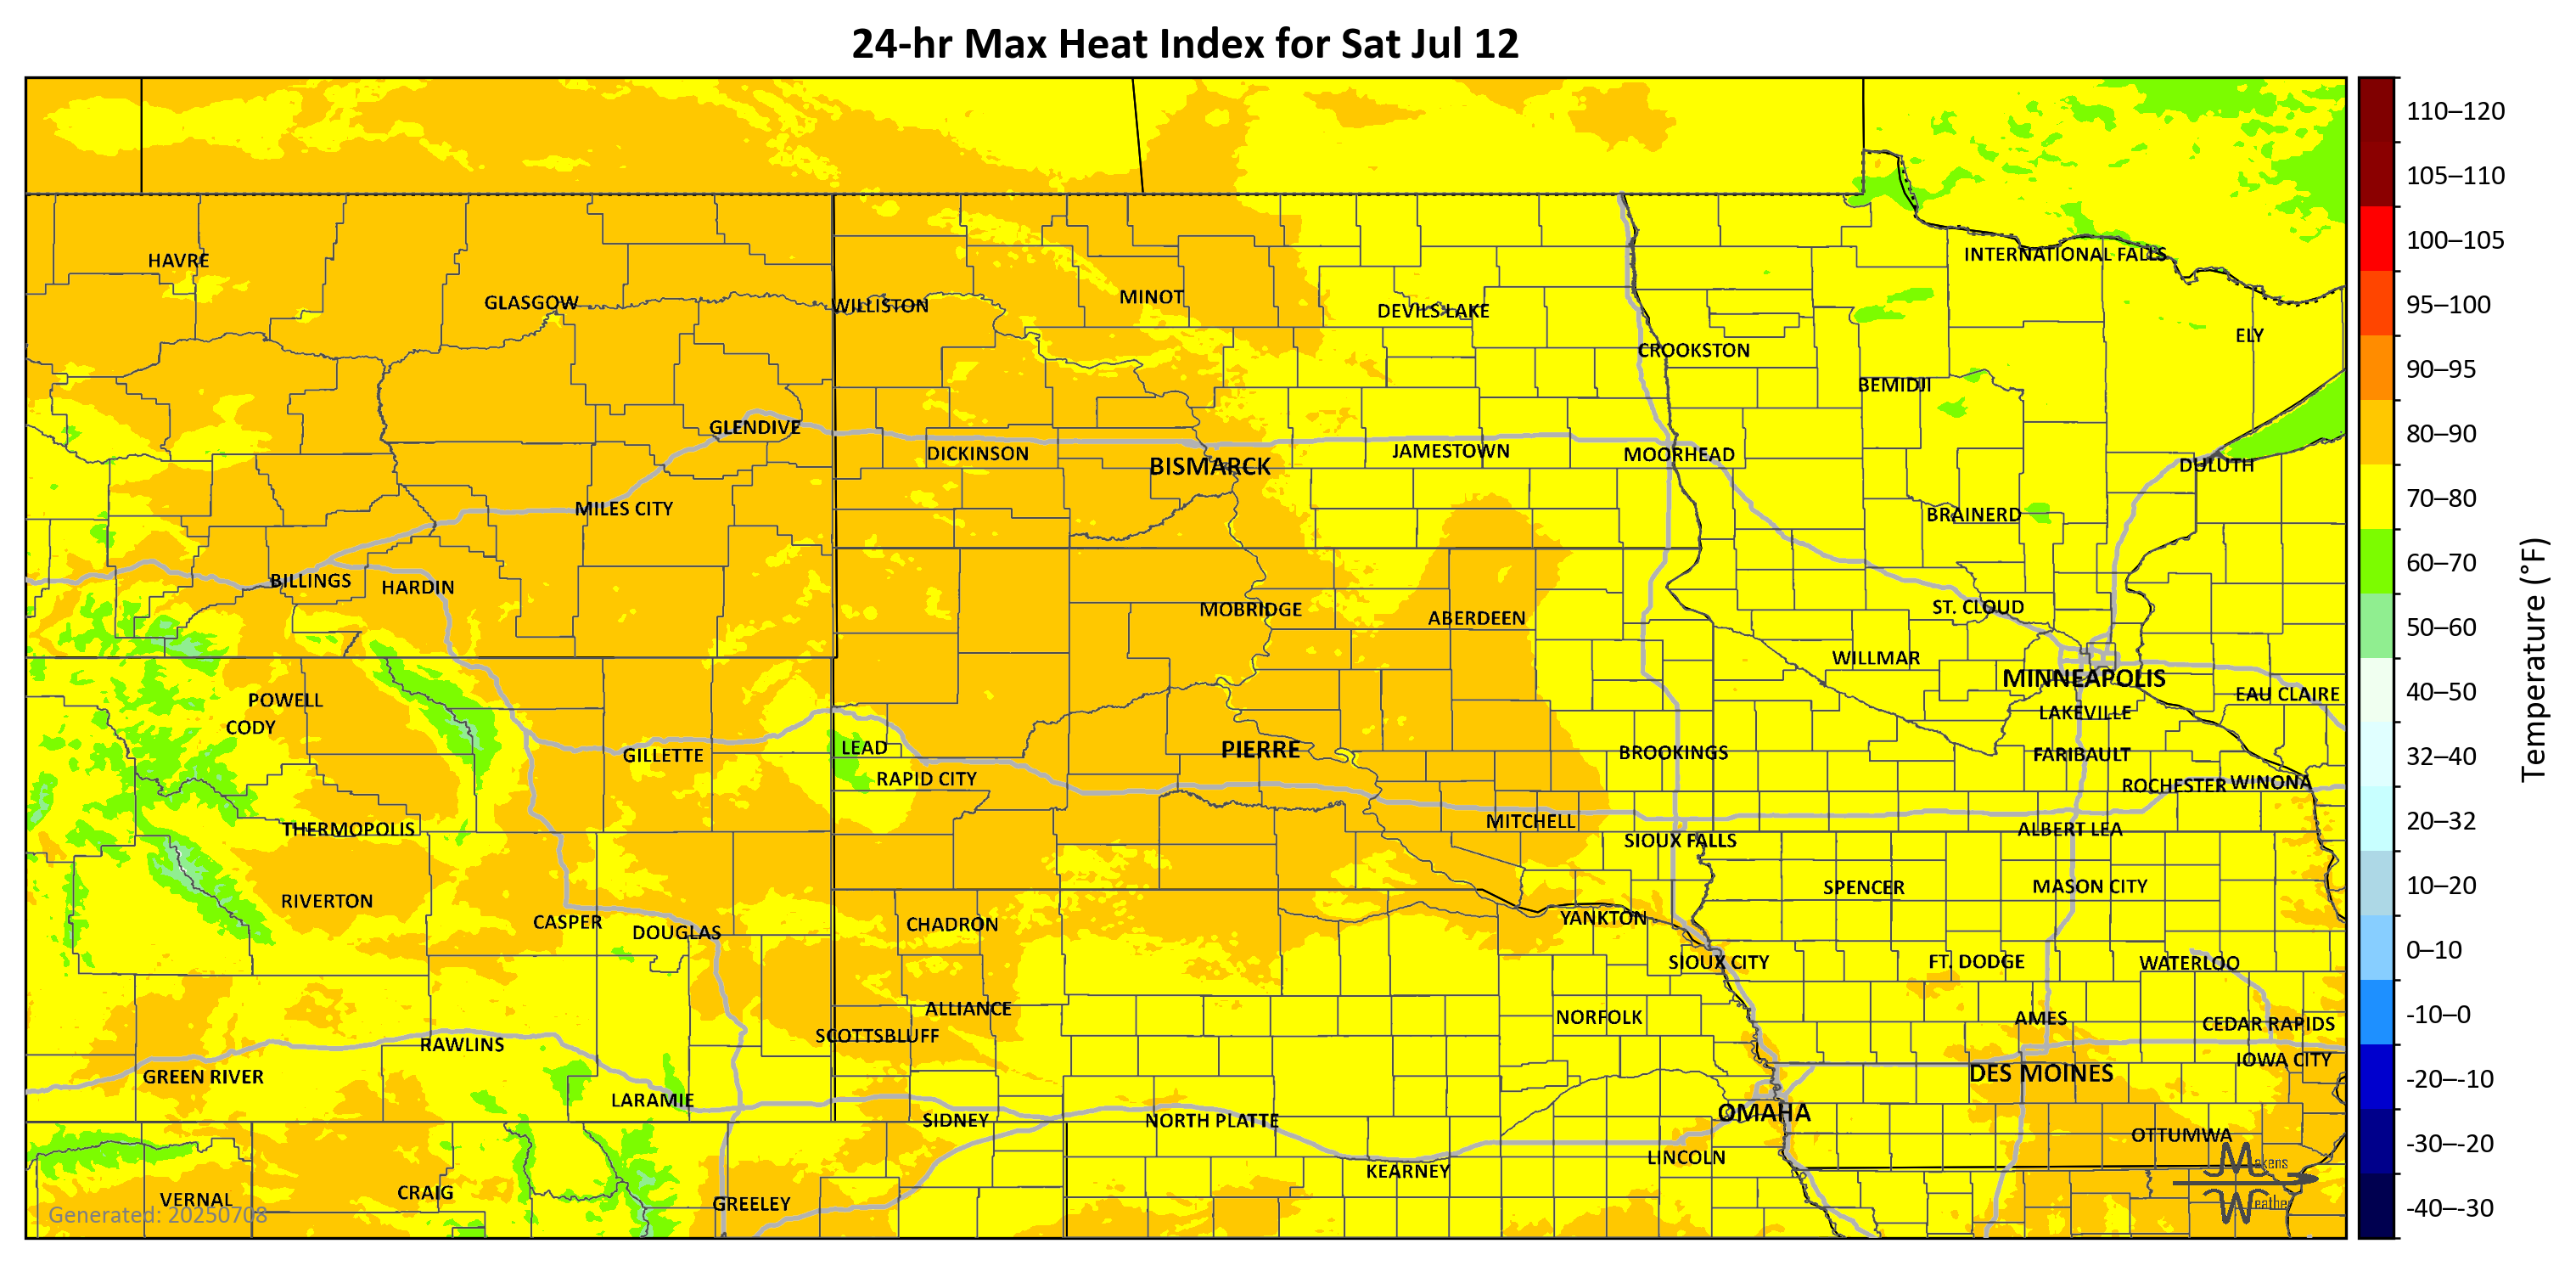 24-hr Max Heat Index for Sat Jul 12
110–120
105–110
100–105
95–100
90–95
80–90
70–80
60–70
50–60
40–50
32–40
20–32
10–20
0–10
-10–0
-20–-10
-30–-20
-40–-30
Temperature (°F)
HAVRE
GLASGOW
WILLISTON
MINOT
DEVILS LAKE
INTERNATIONAL FALLS
ELY
CROOKSTON
BEMIDJI
GLENDIVE
DICKINSON
BISMARCK
JAMESTOWN
MOORHEAD
DULUTH
MILES CITY
BRAINERD
BILLINGS
HARDIN
MOBRIDGE
ABERDEEN
ST. CLOUD
WILLMAR
MINNEAPOLIS
EAU CLAIRE
POWELL
CODY
LAKEVILLE
GILLETTE
LEAD
RAPID CITY
PIERRE
BROOKINGS
FARIBAULT
ROCHESTER
WINONA
THERMOPOLIS
MITCHELL
SIOUX FALLS
ALBERT LEA
RIVERTON
SPENCER
MASON CITY
CASPER
DOUGLAS
CHADRON
YANKTON
SIOUX CITY
FT. DODGE
WATERLOO
ALLIANCE
SCOTTSBLUFF
NORFOLK
AMES
CEDAR RAPIDS
RAWLINS
IOWA CITY
GREEN RIVER
DES MOINES
LARAMIE
SIDNEY
NORTH PLATTE
OMAHA
OTTUMWA
LINCOLN
KEARNEY
VERNAL
CRAIG
GREELEY
Makens
Weather
Generated: 20250708